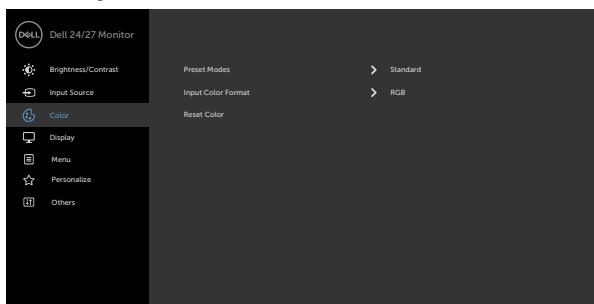 DELL Dell 24/27 Monitor
Brightness/Contrast Preset Modes Standard
Input Source Input Color Format RGB
Color Reset Color
Display
Menu
Personalize
Others